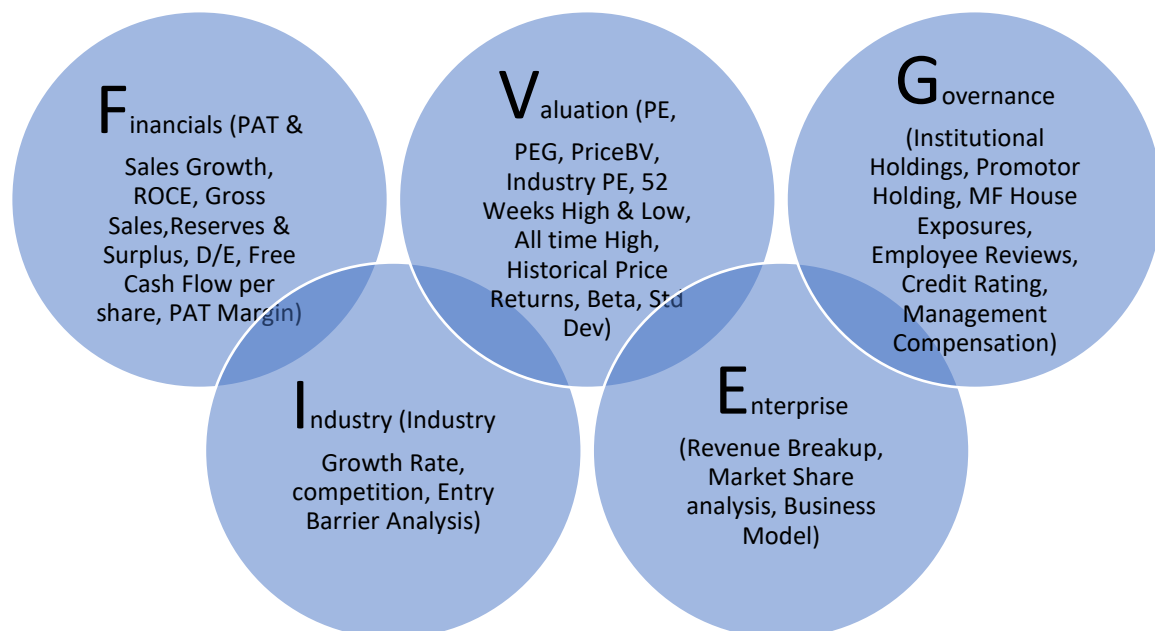 Financials (PAT &
Sales Growth,
ROCE, Gross
Sales,Reserves &
Surplus, D/E, Free
Cash Flow per
share, PAT Margin)
Industry (Industry
Growth Rate,
competition, Entry
Barrier Analysis)
Valuation (PE,
PEG, PriceBV,
Industry PE, 52
Weeks High & Low,
All time High,
Historical Price
Returns, Beta, Std
Dev)
Enterprise
(Revenue Breakup,
Market Share
analysis, Business
Model)
Governance
(Institutional
Holdings, Promotor
Holding, MF House
Exposures,
Employee Reviews,
Credit Rating,
Management
Compensation)